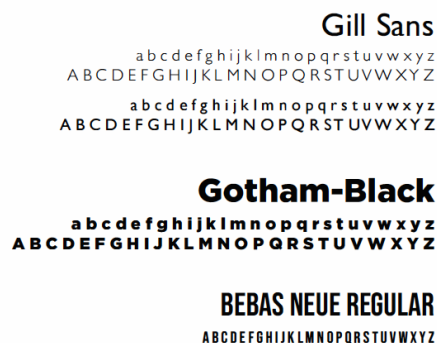 Gill Sans
abcdefghijklmnopqrstuvwxyz
ABCDEFGHIJKLMNOPQRSTUVWXYZ
abcdefghijklmnopqrstuvwxyz
ABCDEFGHIJKLMNOPQRSTUVWXYZ
Gotham-Black
abcdefghijklmnopqrstuvwxyz
ABCDEFGHIJKLMNOPQRSTUVWXYZ
BEBAS NEUE REGULAR
ABCDEFGHIJKLMNOPQRSTUVWXYZ